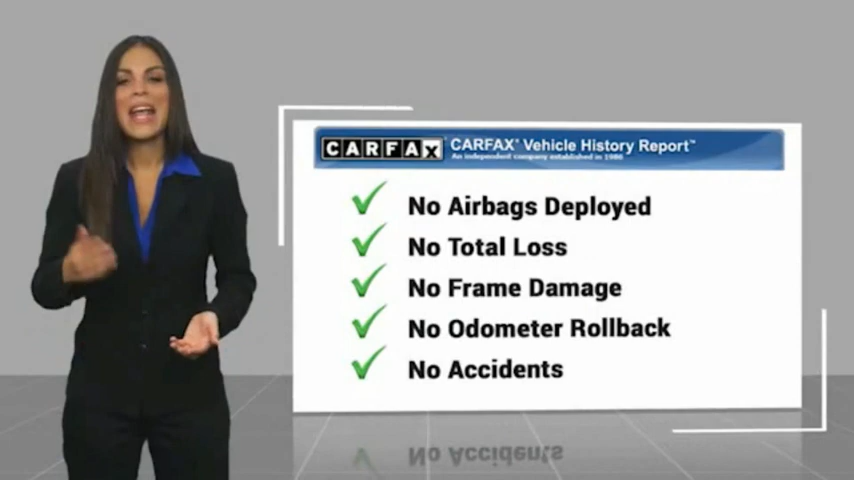 CARFAX CARFAX® Vehicle History Report™
An independent company established in 1986
No Airbags Deployed
No Total Loss
No Frame Damage
No Odometer Rollback
No Accidents
No Accidents